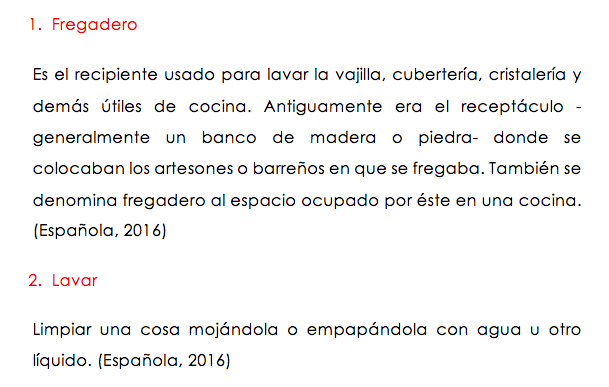 1. Fregadero
Es el recipiente usado para lavar la vajilla, cubertería, cristalería y
demás útiles de cocina. Antiguamente era el receptáculo -
generalmente un banco de madera o piedra- donde se
colocaban los artesones o barreños en que se fregaba. También se
denomina fregadero al espacio ocupado por éste en una cocina.
(Española, 2016)
2. Lavar
Limpiar una cosa mojándola o empapándola con agua u otro
líquido. (Española, 2016)